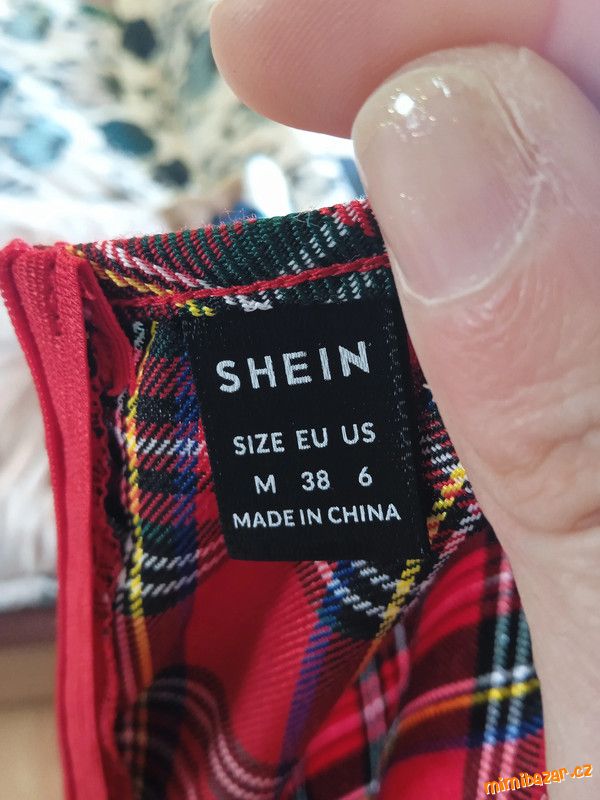 SHEIN
SIZE EU US
M 38 6
MADE IN CHINA
mimibazar.cz